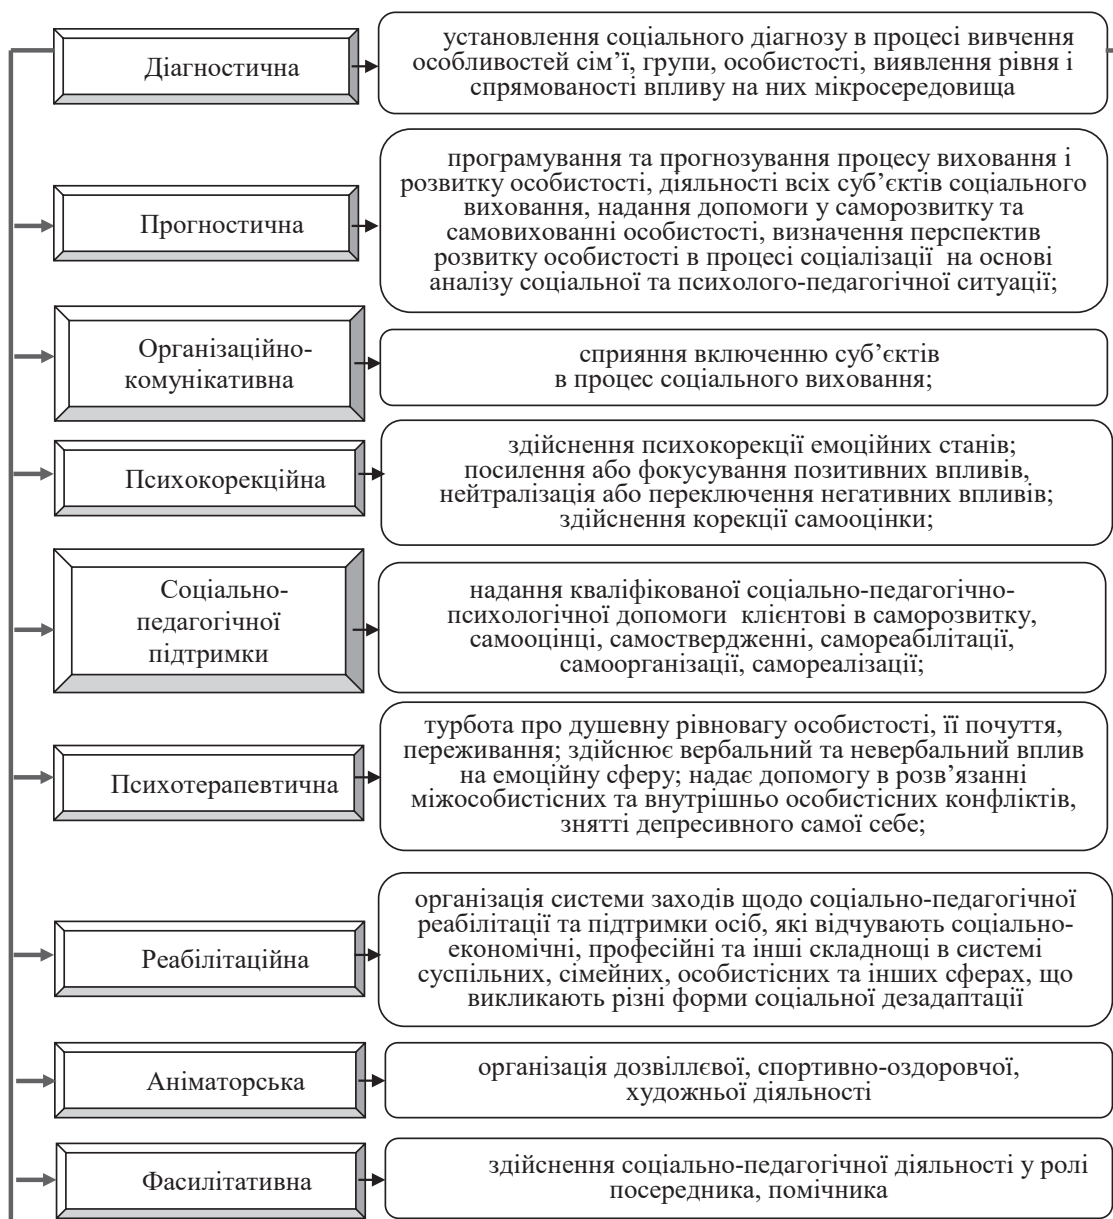 Діагностична
установлення соціального діагнозу в процесі вивчення
особливостей сім’ї, групи, особистості, виявлення рівня і
спрямованості впливу на них мікросередовища
Прогностична
програмування та прогнозування процесу виховання і
розвитку особистості, діяльності всіх суб’єктів соціального
виховання, надання допомоги у саморозвитку та
самовихованні особистості, визначення перспектив
розвитку особистості в процесі соціалізації на основі
аналізу соціальної та психолого-педагогічної ситуації;
Організаційно-
комунікативна
сприяння включенню суб’єктів
в процес соціального виховання;
Психокорекційна
здійснення психокорекції емоційних станів;
посилення або фокусування позитивних впливів,
нейтралізація або переключення негативних впливів;
здійснення корекції самооцінки;
Соціально-
педагогічної
підтримки
надання кваліфікованої соціально-педагогічно-
психологічної допомоги клієнтові в саморозвитку,
самооцінці, самоствердженні, самореабілітації,
самоорганізації, самореалізації;
Психотерапевтична
турбота про душевну рівновагу особистості, її почуття,
переживання; здійснює вербальний та невербальний вплив
на емоційну сферу; надає допомогу в розв’язанні
міжособистісних та внутрішньо особистісних конфліктів,
знятті депресивного самої себе;
Реабілітаційна
організація системи заходів щодо соціально-педагогічної
реабілітації та підтримки осіб, які відчувають соціально-
економічні, професійні та інші складнощі в системі
суспільних, сімейних, особистісних та інших сферах, що
викликають різні форми соціальної дезадаптації
Аніматорська
організація дозвіллєвої, спортивно-оздоровчої,
художньої діяльності
Фасилітативна
здійснення соціально-педагогічної діяльності у ролі
посередника, помічника